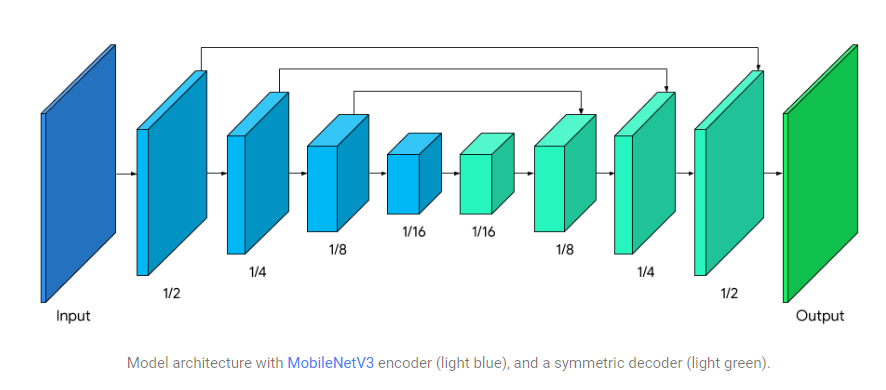 1/2
1/4
1/8
1/16
1/16
1/8
1/4
1/2
Input
Output
Model architecture with MobileNetV3 encoder (light blue), and a symmetric decoder (light green).